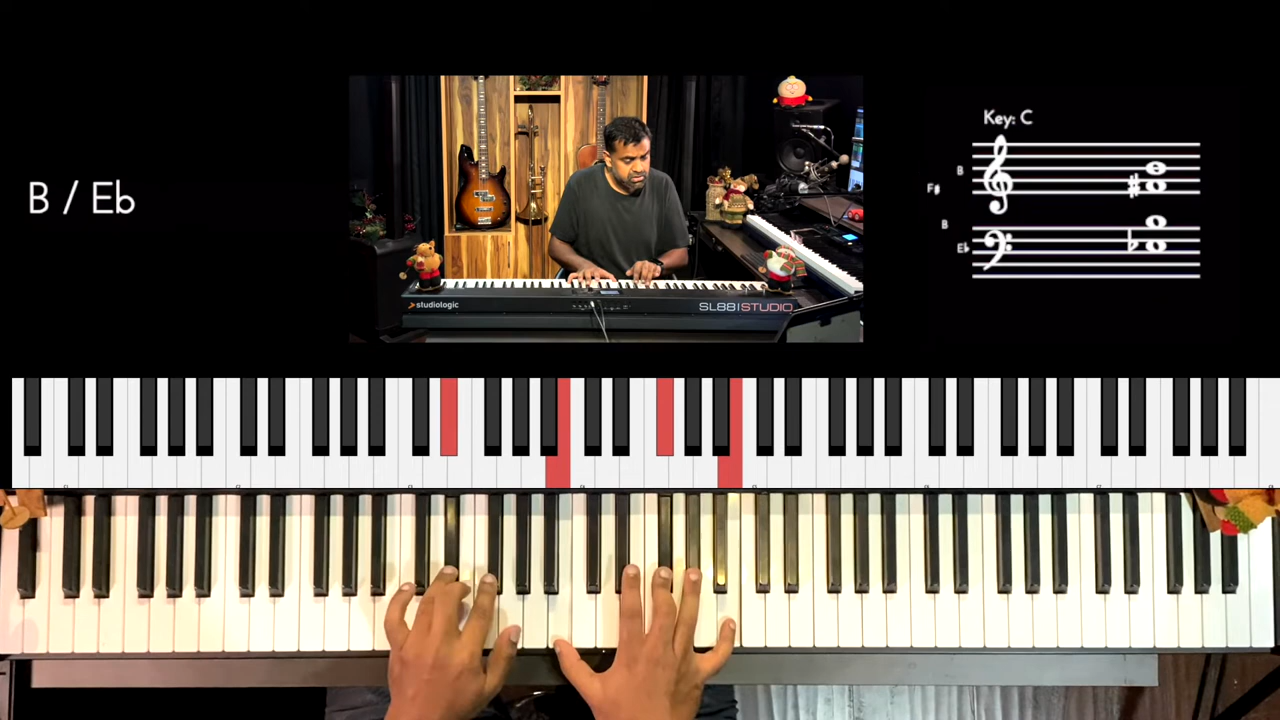 B / Eb
Key: C
B
F#
B
Eb
studiologic
SL88|STUDIO